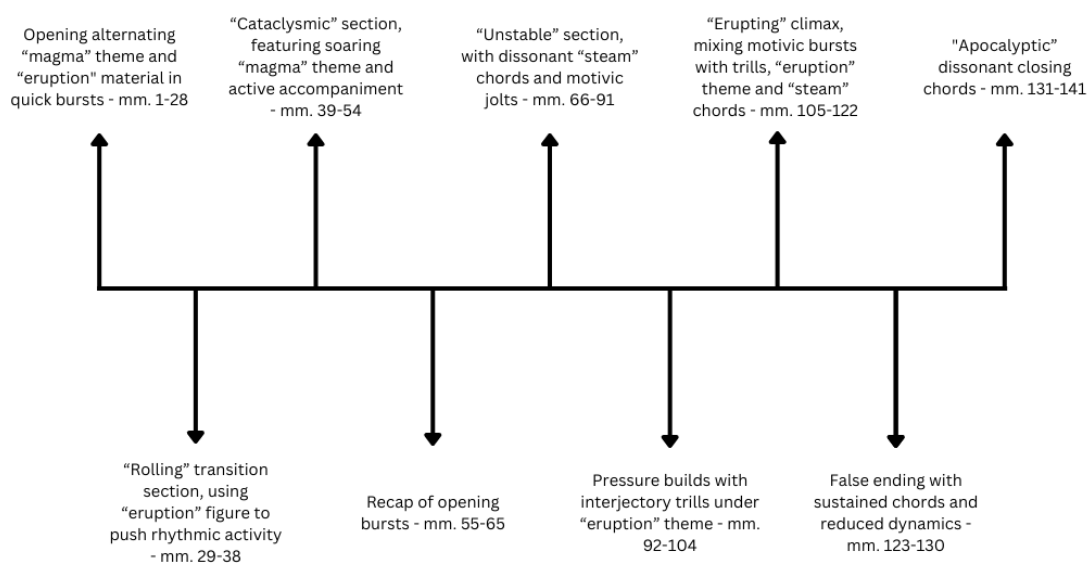 Opening alternating
“magma” theme and
“eruption" material in
quick bursts - mm. 1-28
“Cataclysmic” section,
featuring soaring
“magma” theme and
active accompaniment
- mm. 39-54
“Unstable” section,
with dissonant “steam”
chords and motivic
jolts - mm. 66-91
“Erupting” climax,
mixing motivic bursts
with trills, “eruption”
theme and “steam”
chords - mm. 105-122
"Apocalyptic”
dissonant closing
chords - mm. 131-141
“Rolling” transition
section, using
“eruption” figure to
push rhythmic activity
- mm. 29-38
Recap of opening
bursts - mm. 55-65
Pressure builds with
interjectory trills under
“eruption” theme - mm.
92-104
False ending with
sustained chords and
reduced dynamics -
mm. 123-130